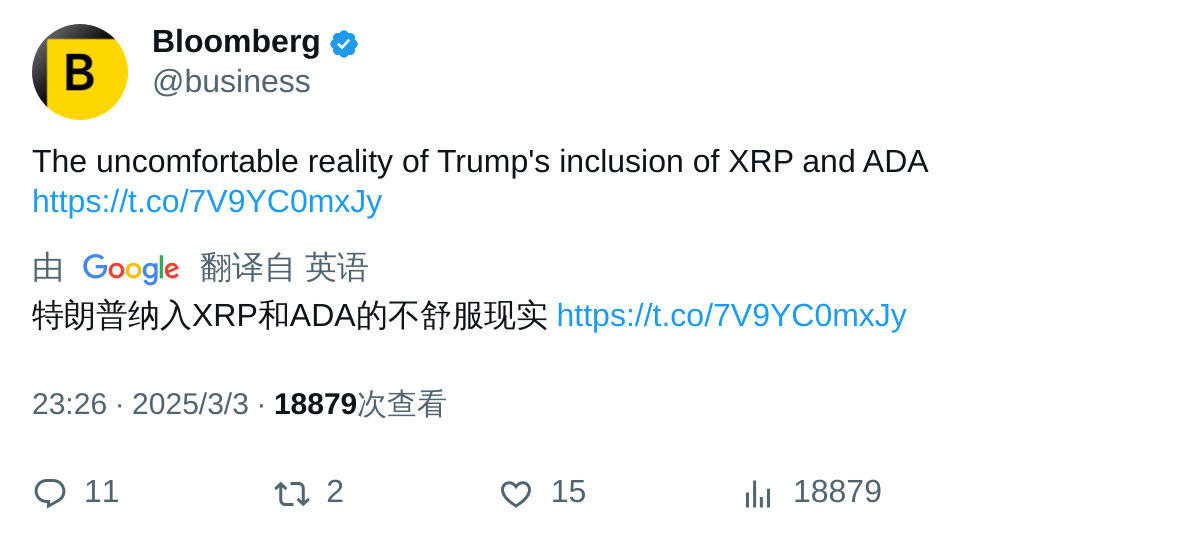 B
Bloomberg
@business
The uncomfortable reality of Trump's inclusion of XRP and ADA
https://t.co/7V9YC0mxJy
由 Google 翻译自 英语
特朗普纳入XRP和ADA的不舒服现实 https://t.co/7V9YC0mxJy
23:26 · 2025/3/3 · 18879次查看
11 2 15 18879